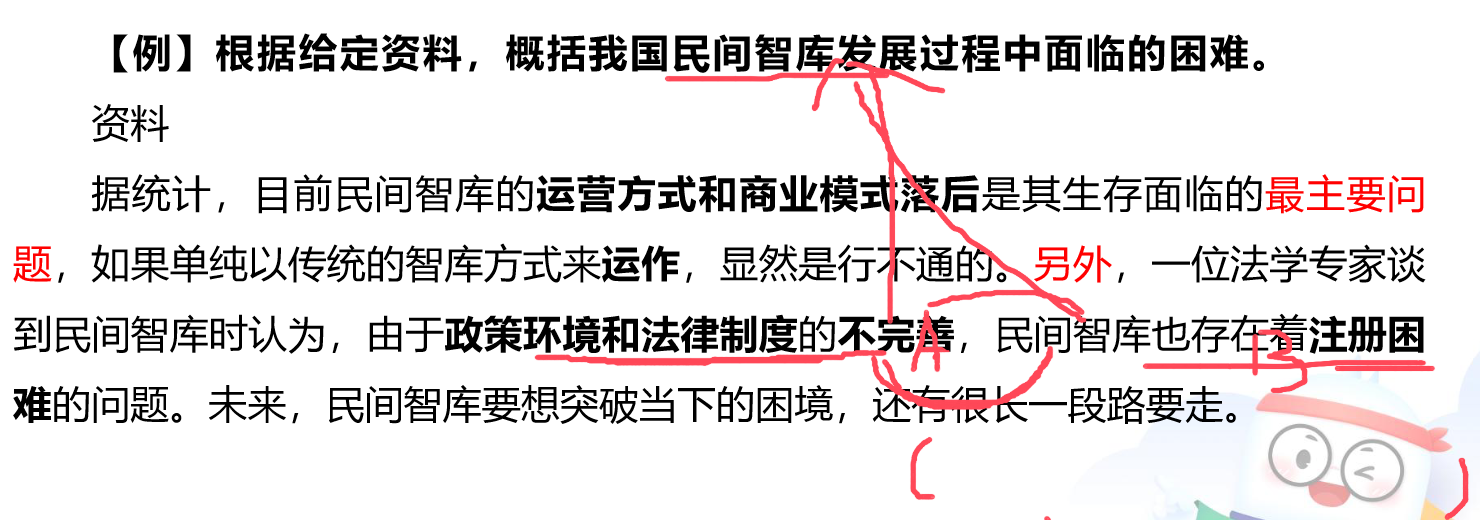 【例】根据给定资料，概括我国民间智库发展过程中面临的困难。
资料
据统计，目前民间智库的运营方式和商业模式落后是其生存面临的最主要问
题，如果单纯以传统的智库方式来运作，显然是行不通的。另外，一位法学专家谈
到民间智库时认为，由于政策环境和法律制度的不完善，民间智库也存在着注册困
难的问题。未来，民间智库要想突破当下的困境，还有很长一段路要走。
A
B